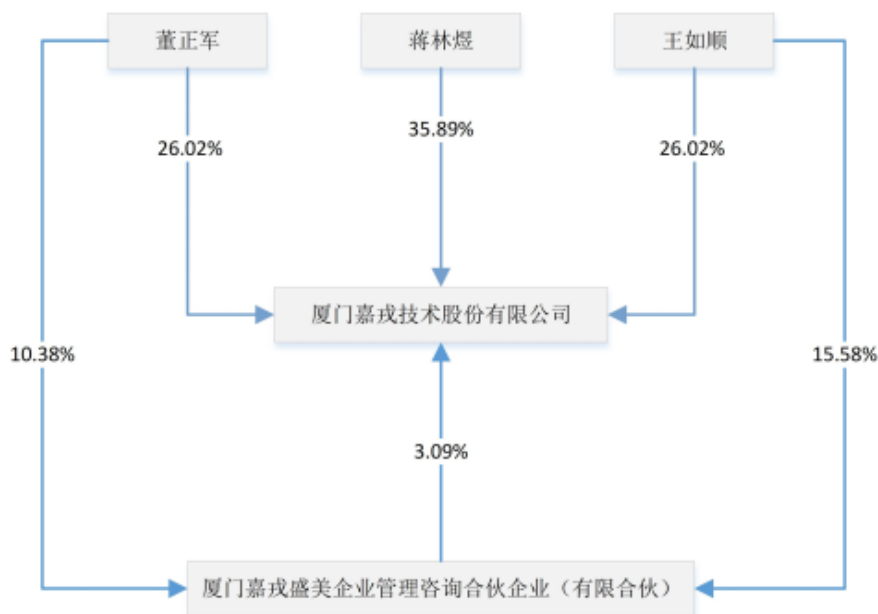 董正军
蒋林煜
王如顺
26.02%
35.89%
26.02%
厦门嘉戎技术股份有限公司
10.38%
15.58%
3.09%
厦门嘉戎盛美企业管理咨询合伙企业（有限合伙）